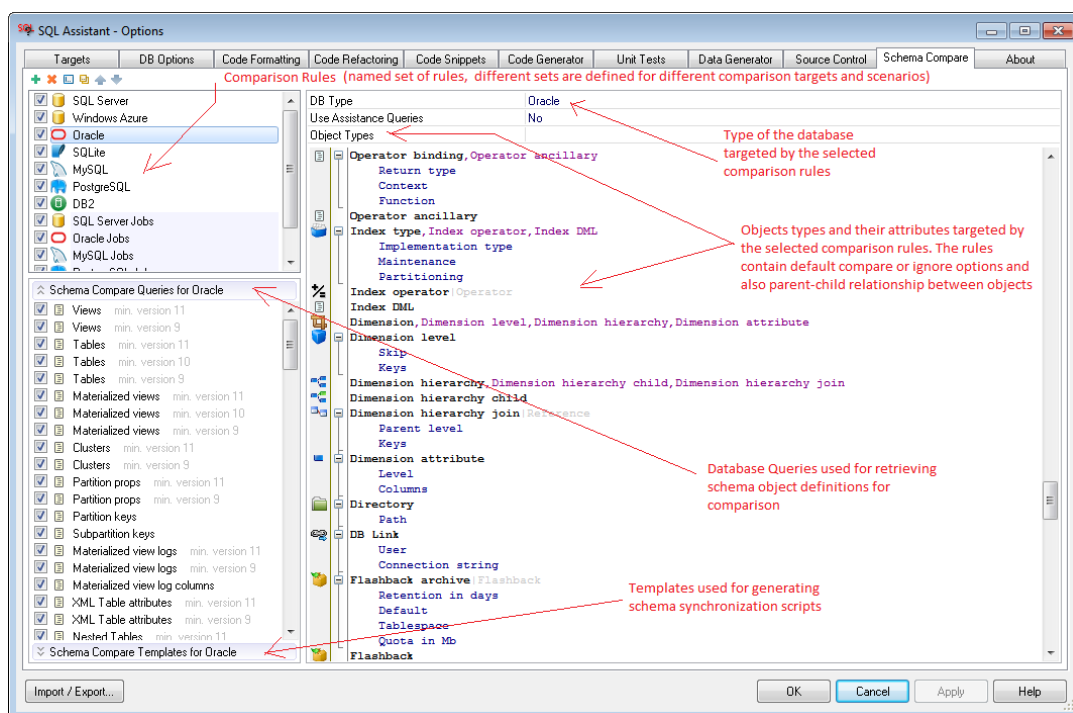 SQL Assistant - Options
Targets
DB Options
Code Formatting
Code Refactoring
Code Snippets
Code Generator
Unit Tests
Data Generator
Source Control
Schema Compare
About
Comparison Rules (named set of rules, different sets are defined for different comparison targets and scenarios)
SQL Server
Windows Azure
Oracle
SQLite
MySQL
PostgreSQL
DB2
SQL Server Jobs
Oracle Jobs
MySQL Jobs
Schema Compare Queries for Oracle
Views min. version 11
Views min. version 9
Tables min. version 11
Tables min. version 10
Tables min. version 9
Materialized views min. version 11
Materialized views min. version 10
Materialized views min. version 9
Clusters min. version 11
Clusters min. version 9
Partition props min. version 11
Partition props min. version 9
Partition keys
Subpartition keys
Materialized view logs min. version 11
Materialized view logs min. version 9
Materialized view log columns
XML Table attributes min. version 11
XML Table attributes min. version 9
Nested Tables min. version 11
Schema Compare Templates for Oracle
DB Type Oracle
Use Assistance Queries No
Object Types
Operator binding,Operator ancillary
Return type
Context
Function
Operator ancillary
Index type,Index operator,Index DML
Implementation type
Maintenance
Partitioning
Index operator|Operator
Index DML
Dimension,Dimension level,Dimension hierarchy,Dimension attribute
Dimension level
Skip
Keys
Dimension hierarchy,Dimension hierarchy child,Dimension hierarchy join
Dimension hierarchy child
Dimension hierarchy join|Reference
Parent level
Keys
Dimension attribute
Level
Columns
Directory
Path
DB Link
User
Connection string
Flashback archive|Flashback
Retention in days
Default
Tablespace
Quota in Mb
Flashback
Type of the database
targeted by the selected
comparison rules
Objects types and their attributes targeted by
the selected comparison rules. The rules
contain default compare or ignore options and
also parent-child relationship between objects
Database Queries used for retrieving
schema object definitions for
comparison
Templates used for generating
schema synchronization scripts
Import / Export...
OK
Cancel
Apply
Help